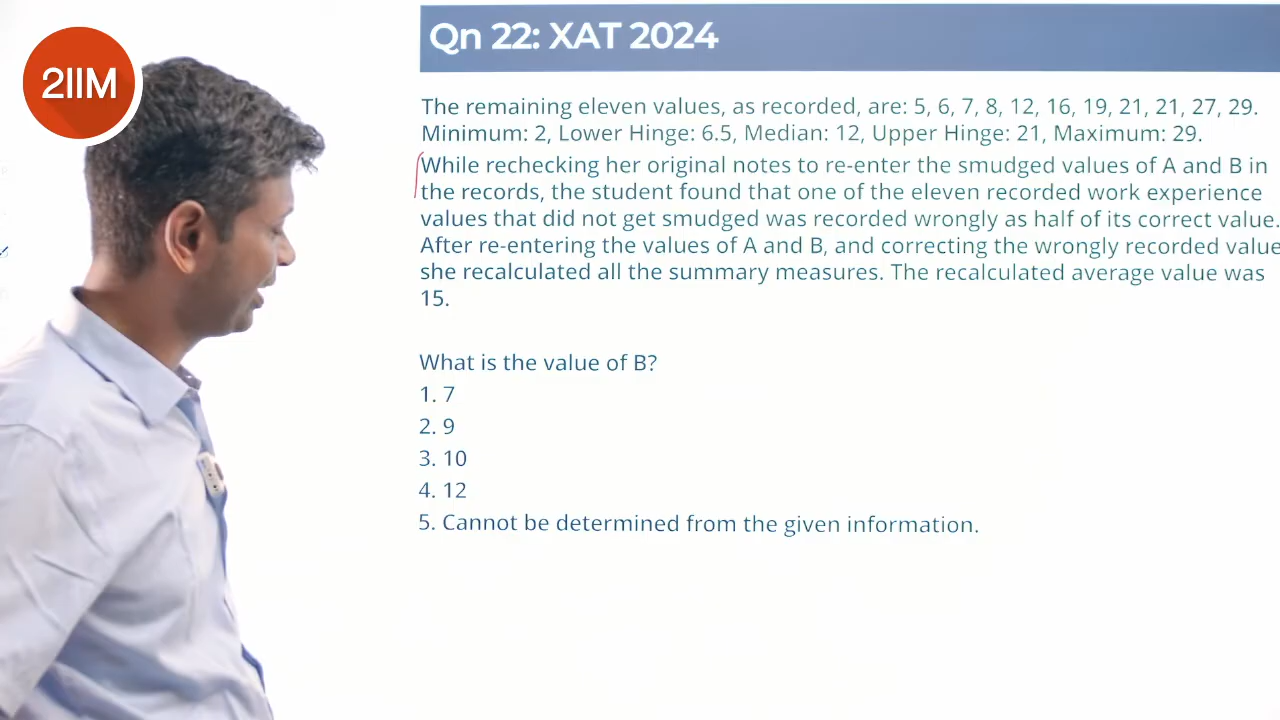 2IIM
Qn 22: XAT 2024
The remaining eleven values, as recorded, are: 5, 6, 7, 8, 12, 16, 19, 21, 21, 27, 29.
Minimum: 2, Lower Hinge: 6.5, Median: 12, Upper Hinge: 21, Maximum: 29.
While rechecking her original notes to re-enter the smudged values of A and B in
the records, the student found that one of the eleven recorded work experience
values that did not get smudged was recorded wrongly as half of its correct value.
After re-entering the values of A and B, and correcting the wrongly recorded value
she recalculated all the summary measures. The recalculated average value was
15.
What is the value of B?
1. 7
2. 9
3. 10
4. 12
5. Cannot be determined from the given information.